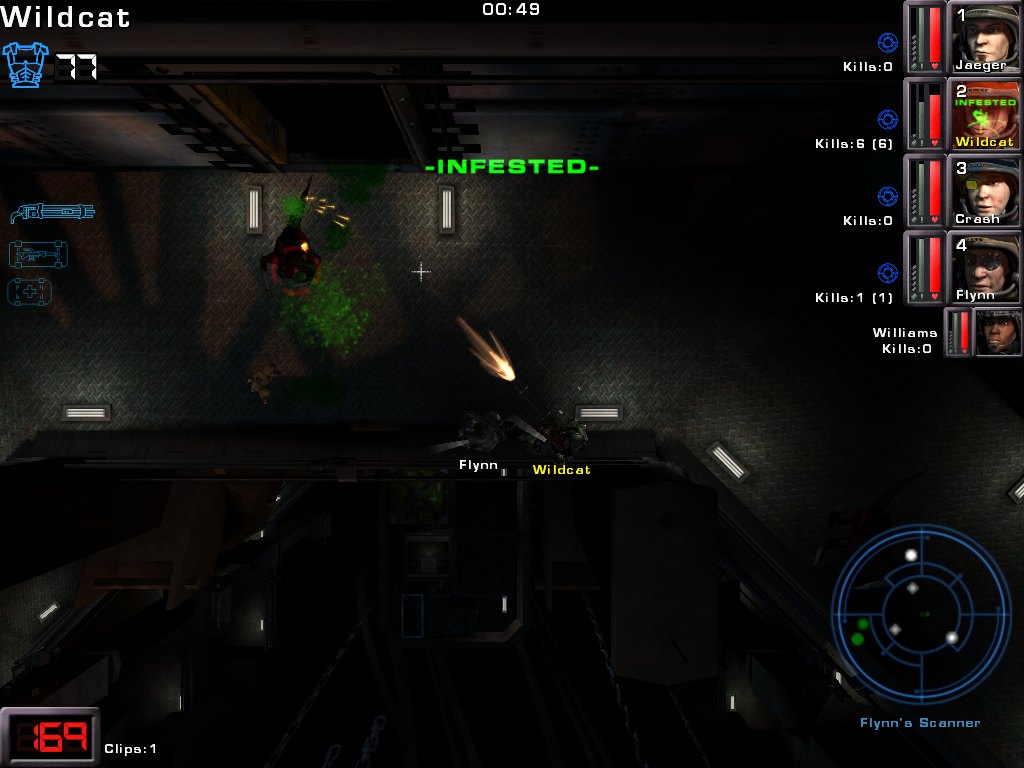 Wildcat
00:49
77
1
Kills:0
Jaeger
2
INFESTED
Kills:6 (6)
Wildcat
-INFESTED-
3
Kills:0
Crash
4
Kills:1 (1)
Flynn
Williams
Kills:0
Flynn
Wildcat
Flynn's Scanner
169
Clips:1